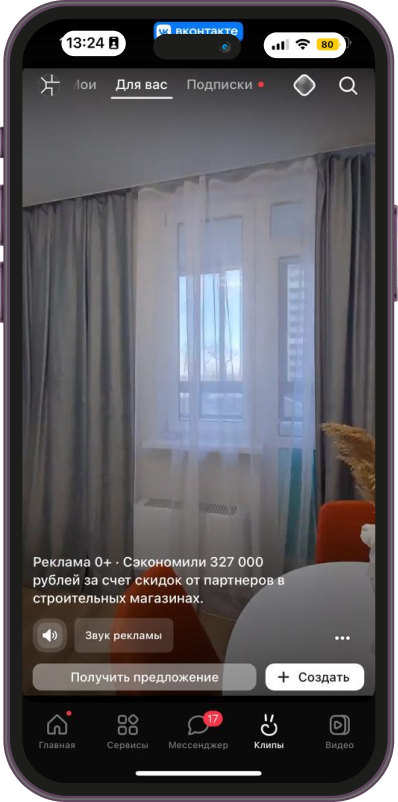 13:24
вконтакте
80
Для вас
Подписки
Реклама 0+ · Сэкономили 327 000
рублей за счет скидок от партнеров в
строительных магазинах.
Звук рекламы
Получить предложение
+ Создать
17
Главная
Сервисы
Мессенджер
Клипы
Видео